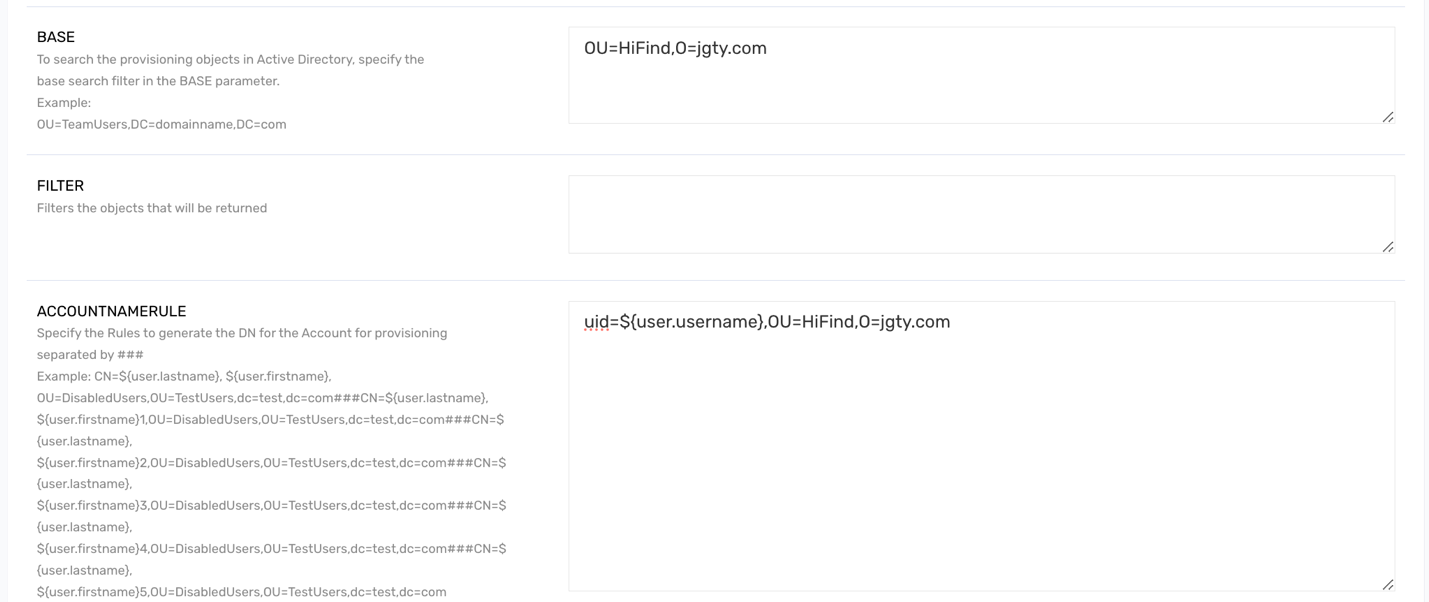 BASE
To search the provisioning objects in Active Directory, specify the
base search filter in the BASE parameter.
Example:
OU=TeamUsers,DC=domainname,DC=com
OU=HiFind,O=jgty.com
FILTER
Filters the objects that will be returned
ACCOUNTNAMERULE
Specify the Rules to generate the DN for the Account for provisioning
separated by ###
Example: CN=${user.lastname}, ${user.firstname},
OU=DisabledUsers,OU=TestUsers,dc=test,dc=com###CN=${user.lastname},
${user.firstname}1,OU=DisabledUsers,OU=TestUsers,dc=test,dc=com###CN=$
{user.lastname},
${user.firstname}2,OU=DisabledUsers,OU=TestUsers,dc=test,dc=com###CN=$
{user.lastname},
${user.firstname}3,OU=DisabledUsers,OU=TestUsers,dc=test,dc=com###CN=$
{user.lastname},
${user.firstname}4,OU=DisabledUsers,OU=TestUsers,dc=test,dc=com###CN=$
{user.lastname},
${user.firstname}5,OU=DisabledUsers,OU=TestUsers,dc=test,dc=com
uid=${user.username},OU=HiFind,O=jgty.com